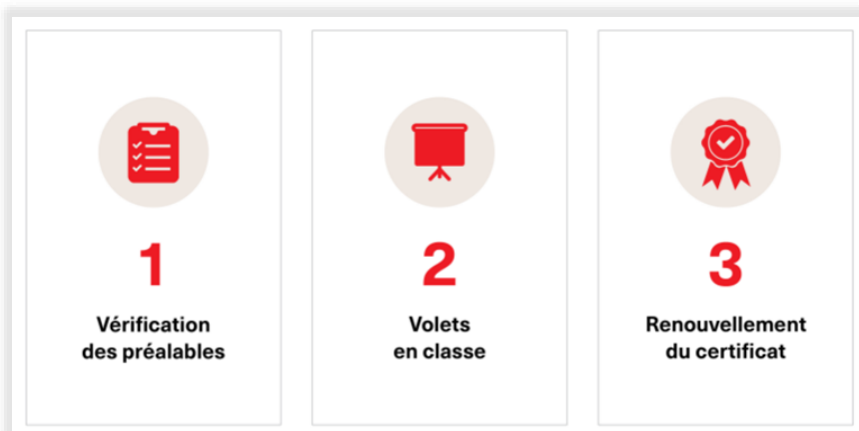 1
Vérification
des préalables
2
Volets
en classe
3
Renouvellement
du certificat